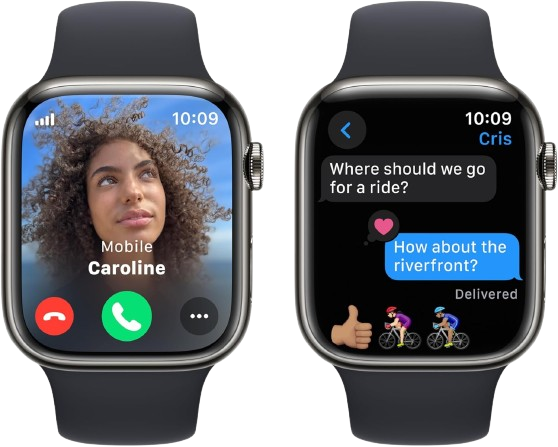 10:09
Mobile
Caroline
10:09
Cris
Where should we go
for a ride?
How about the
riverfront?
Delivered